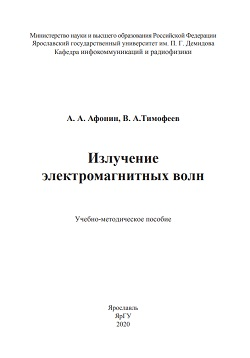 Министерство науки и высшего образования Российской Федерации
Ярославский государственный университет им. П. Г. Демидова
Кафедра инфокоммуникаций и радиофизики
А. А. Афонин, В. А.Тимофеев
Излучение
электромагнитных волн
Учебно-методическое пособие
Ярославль
ЯрГУ
2020